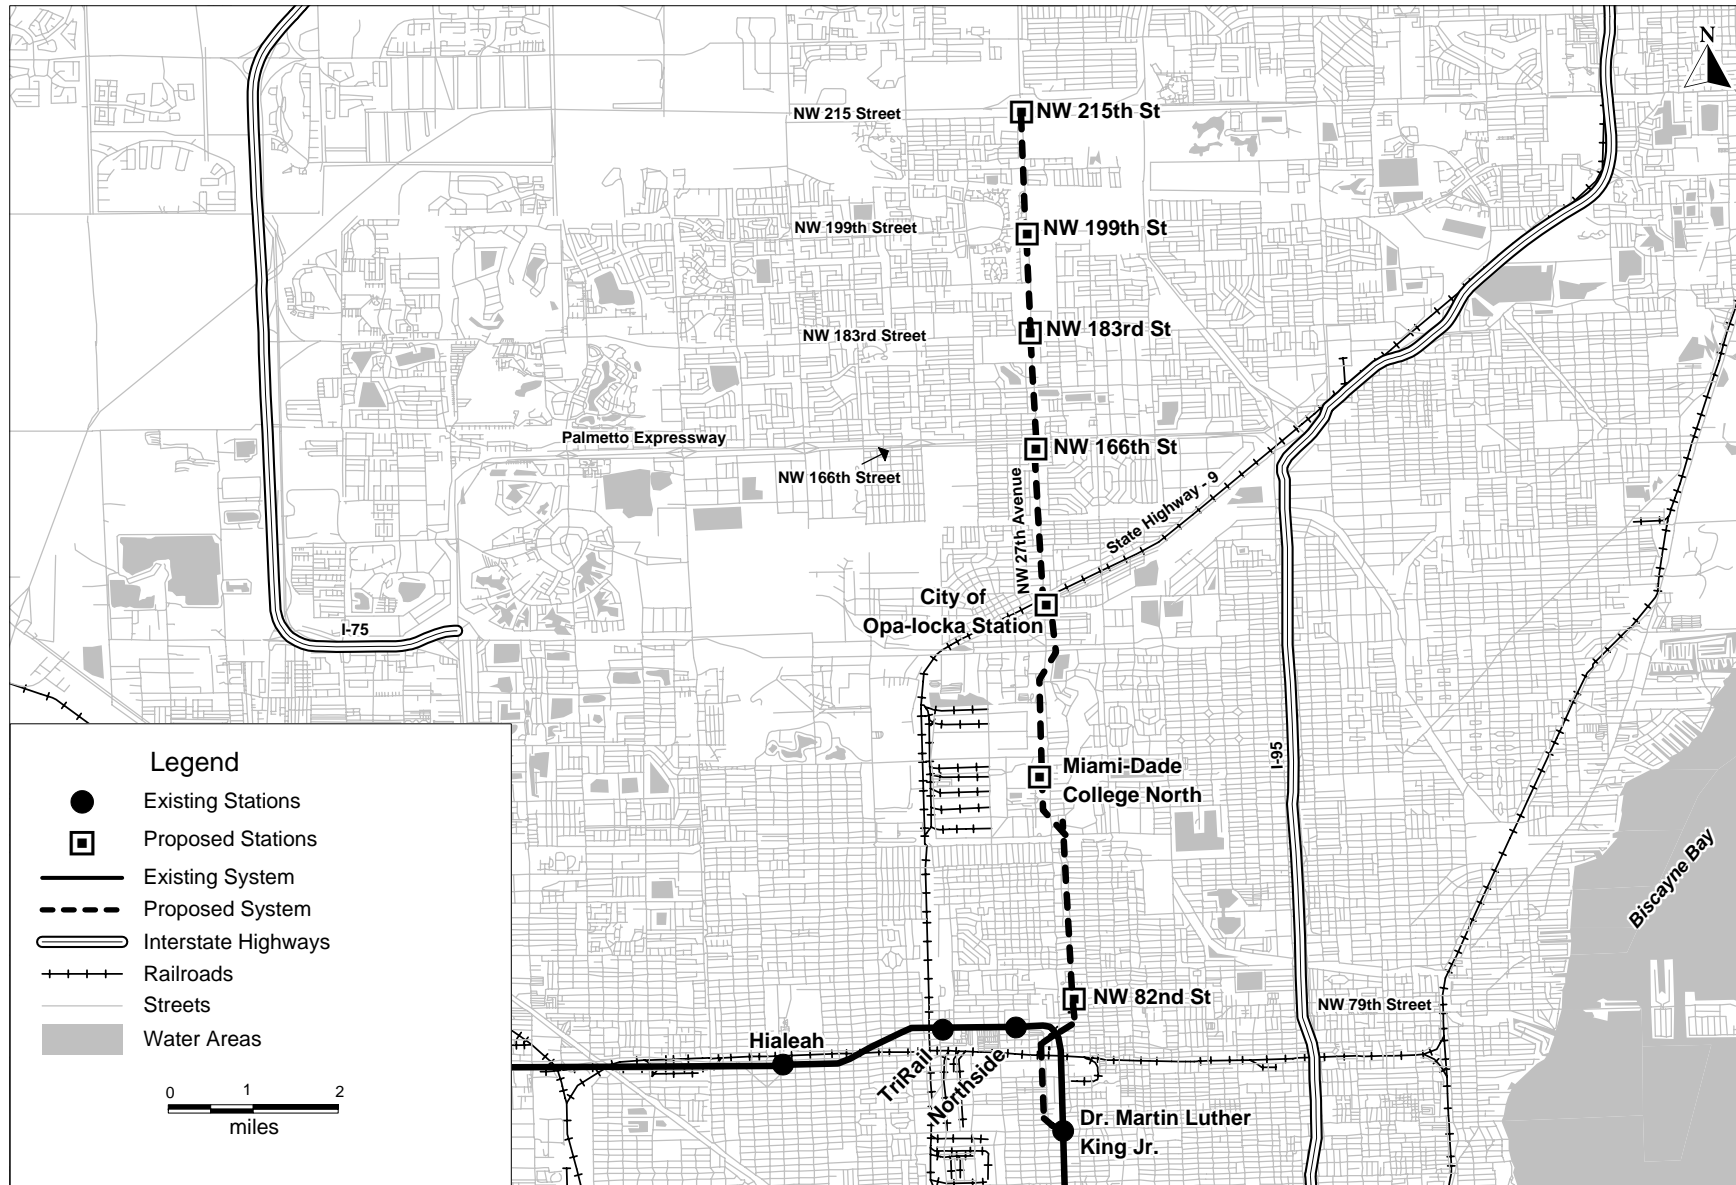 N
NW 215 Street
NW 215th St
NW 199th Street
NW 199th St
NW 183rd Street
NW 183rd St
Palmetto Expressway
NW 166th St
NW 166th Street
NW 27th Avenue
State Highway - 9
City of
Opa-locka Station
I-75
I-95
Miami-Dade
College North
Biscayne Bay
NW 82nd St
NW 79th Street
Hialeah
TriRail
Northside
Dr. Martin Luther
King Jr.
Legend
Existing Stations
Proposed Stations
Existing System
Proposed System
Interstate Highways
Railroads
Streets
Water Areas
0 1 2
miles